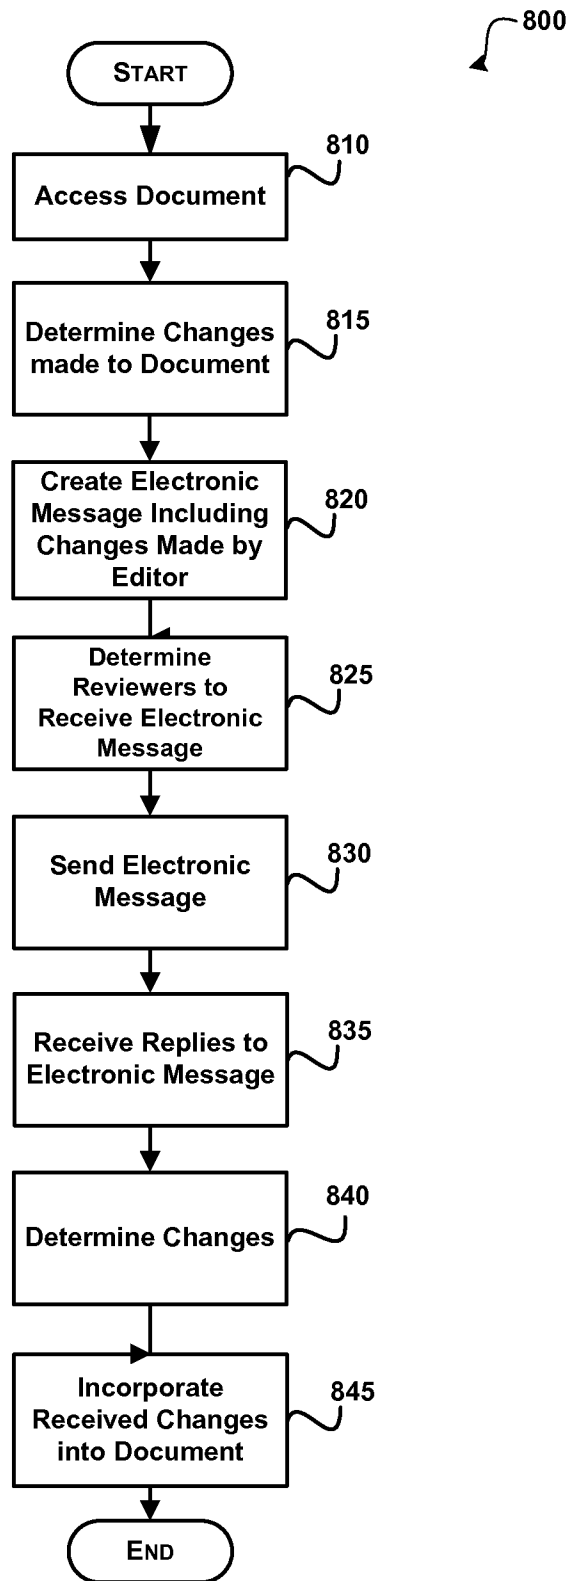 800
START
810
Access Document
Determine Changes
made to Document
815
Create Electronic
Message Including
Changes Made by
Editor
820
Determine
Reviewers to
Receive Electronic
Message
825
Send Electronic
Message
830
Receive Replies to
Electronic Message
835
Determine Changes
840
Incorporate
Received Changes
into Document
845
END